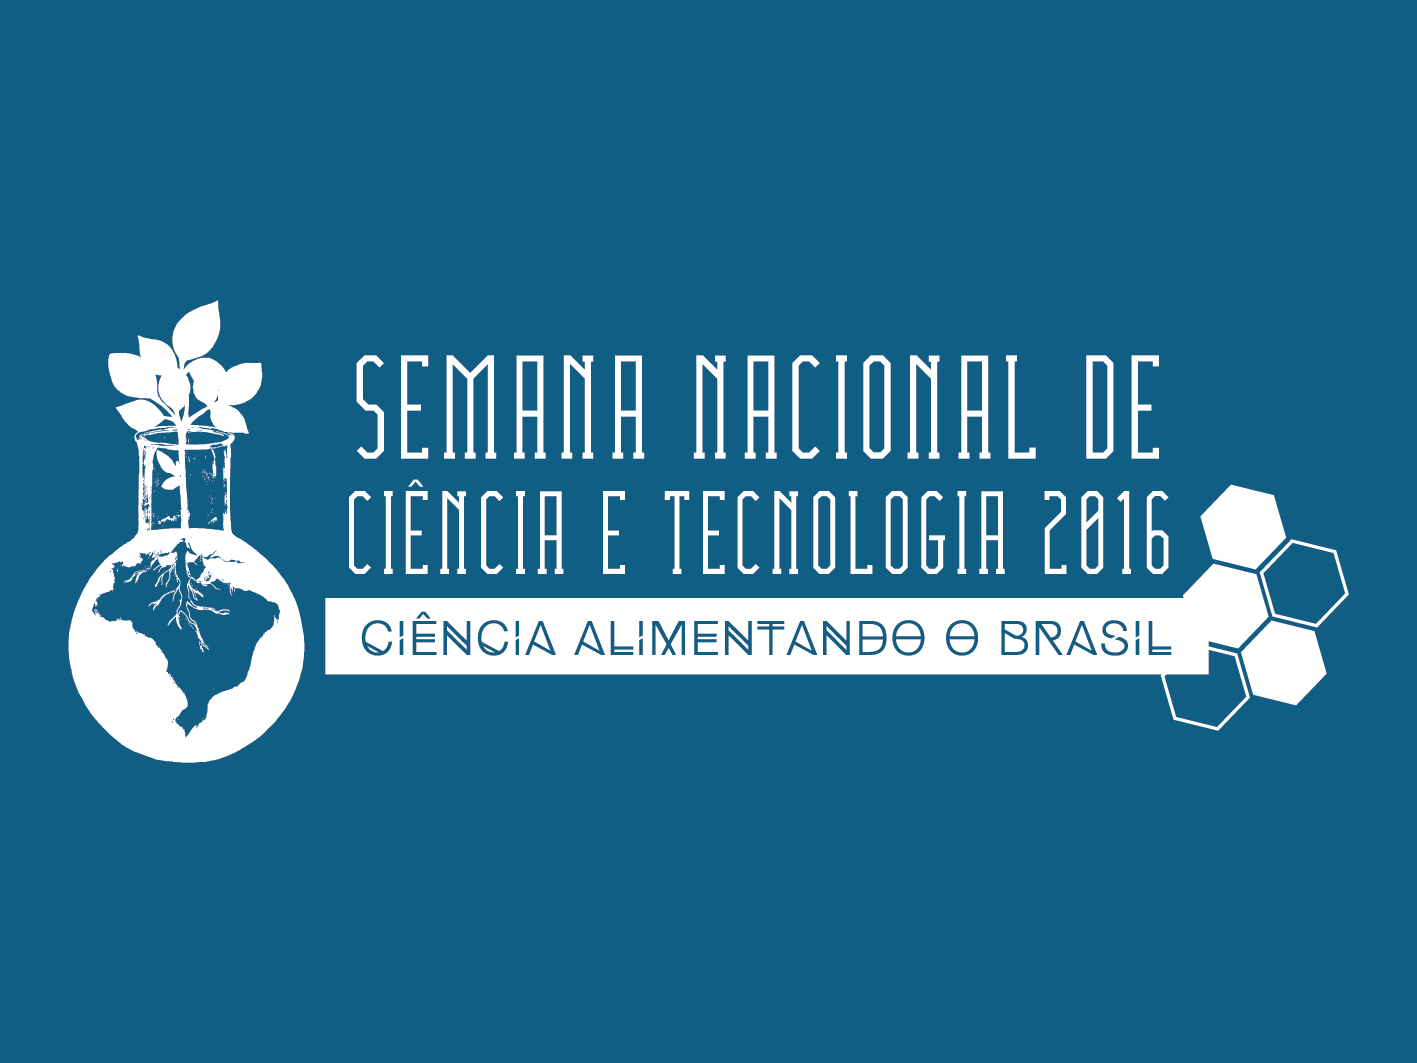 SEMANA NACIONAL DE
CIÊNCIA E TECNOLOGIA 2016
CIÊNCIA ALIMENTANDO O BRASIL